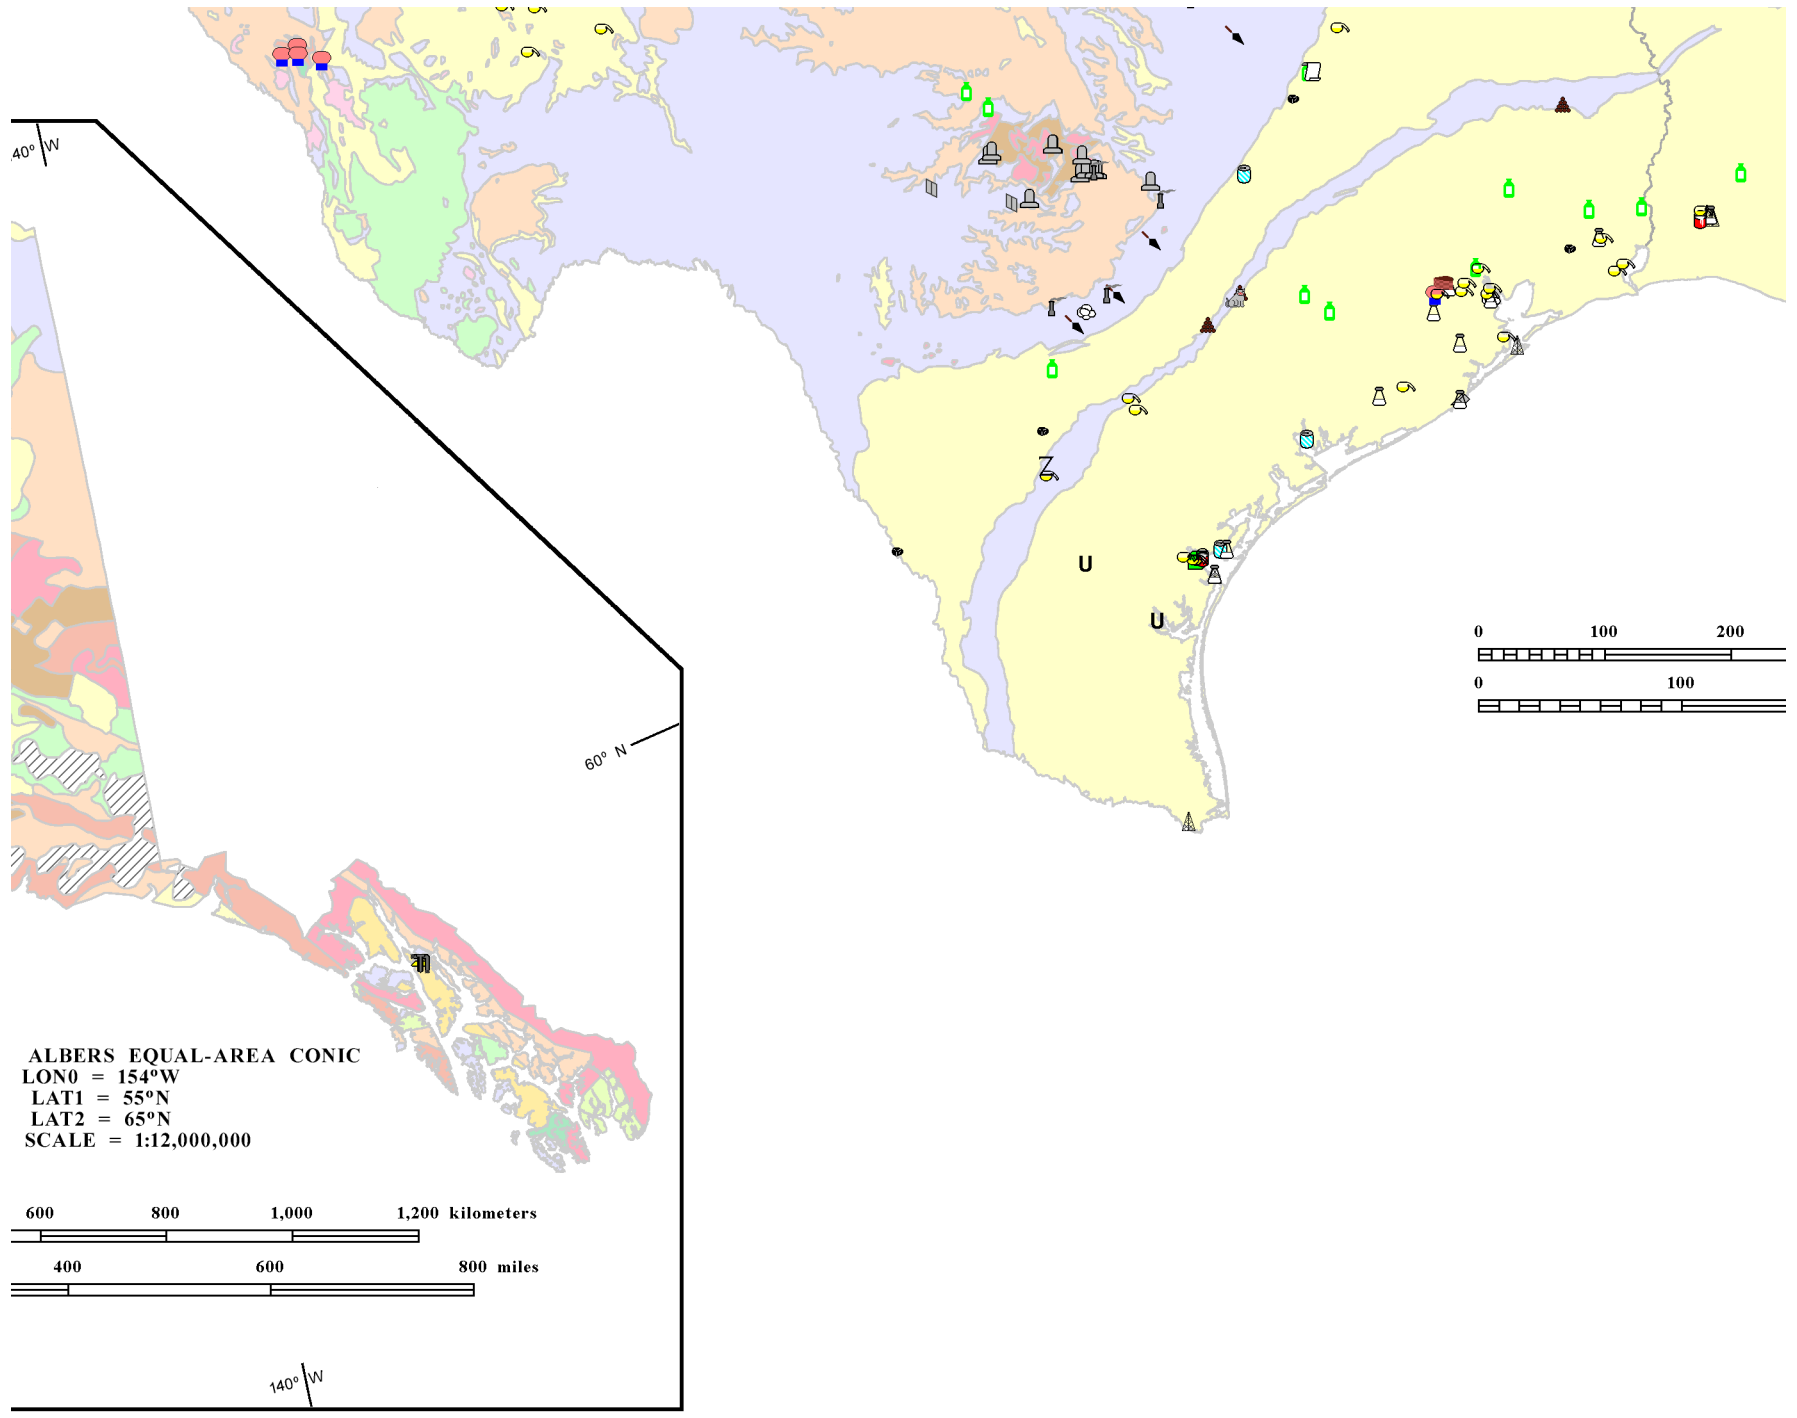 40° W
Z
U
U
0 100 200
0 100
60° N
ALBERS EQUAL-AREA CONIC
LON0 = 154°W
LAT1 = 55°N
LAT2 = 65°N
SCALE = 1:12,000,000
600 800 1,000 1,200 kilometers
400 600 800 miles
140° W